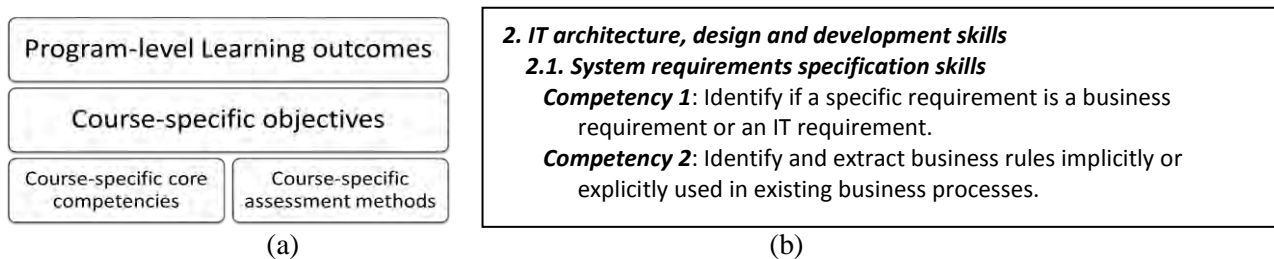 Program-level Learning outcomes
Course-specific objectives
Course-specific core
competencies
Course-specific
assessment methods
(a)
2. IT architecture, design and development skills
2.1. System requirements specification skills
Competency 1: Identify if a specific requirement is a business
requirement or an IT requirement.
Competency 2: Identify and extract business rules implicitly or
explicitly used in existing business processes.
(b)